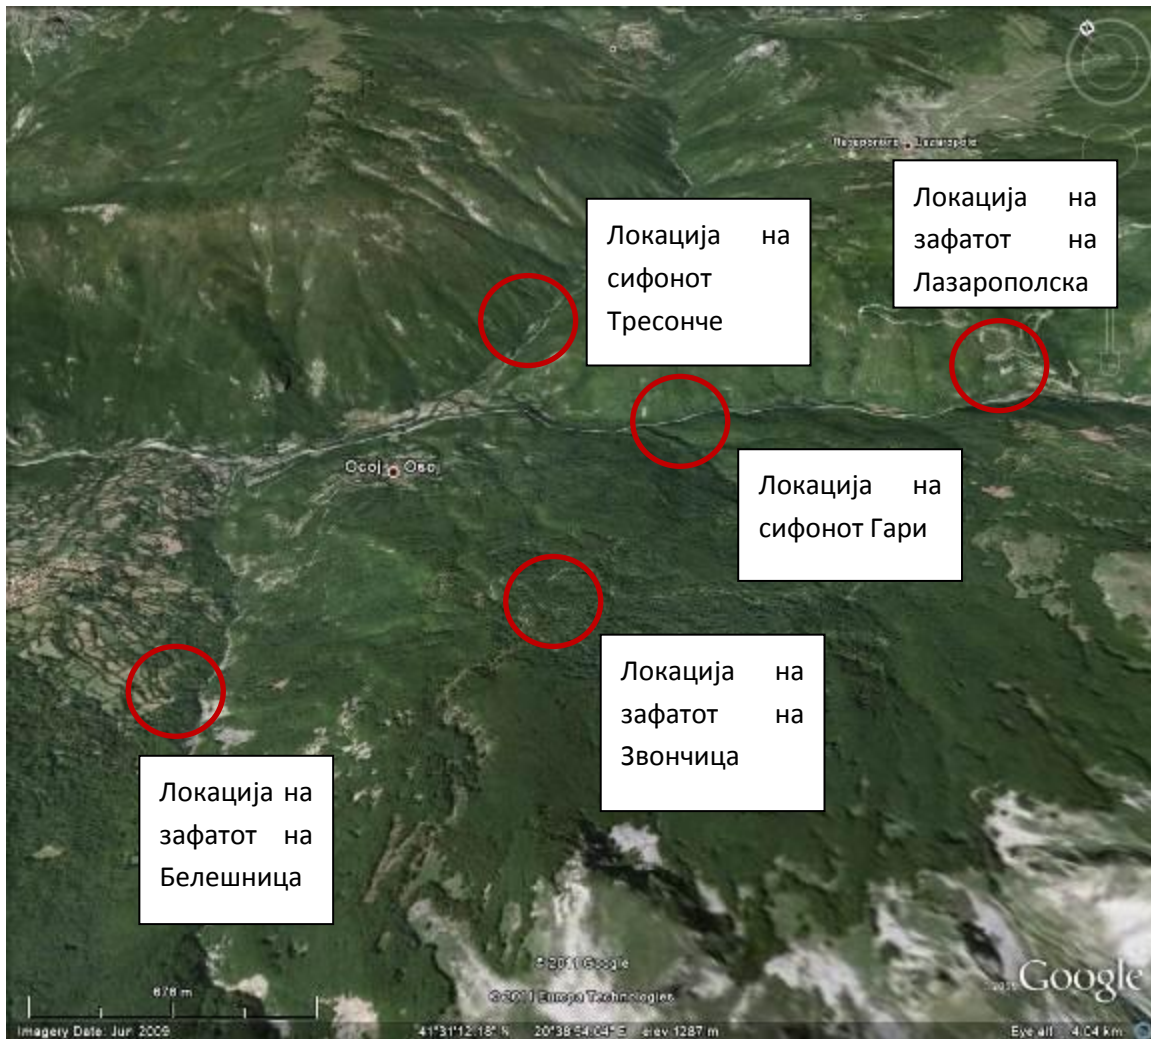 Лазарополе Lazaropole
Локација на
зафатот на
Лазарополска
Локација на
сифонот
Тресонче
Осој Осој
Локација на
сифонот Гари
Локација на
зафатот на
Звончица
Локација на
зафатот на
Белешница
© 2011 Google
© 2011 Europa Technologies
Google
678 m
Imagery Date: Jun 2009
41°31'12.18" N 20°38'54.04" E elev 1287 m
Eye alt 4.04 km